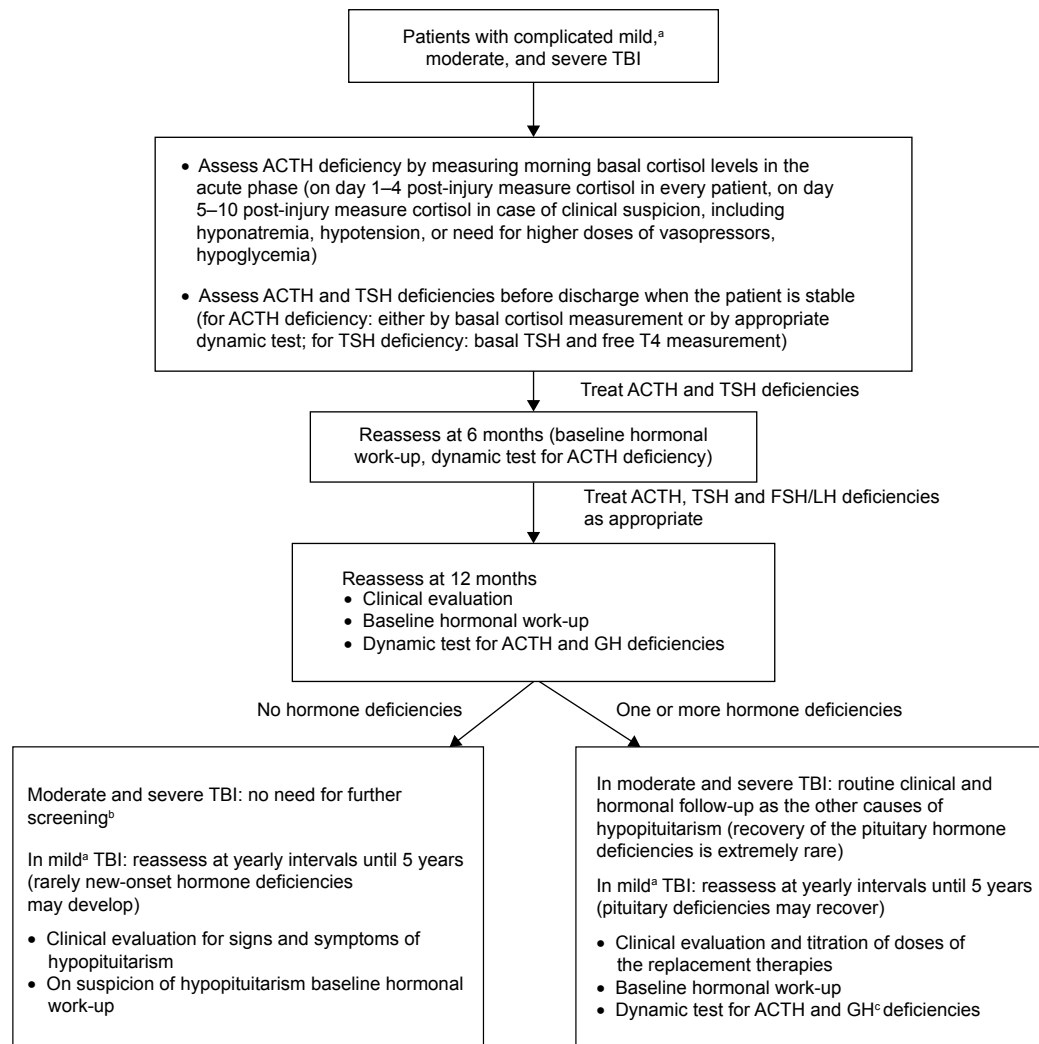 Patients with complicated mild,ᵃ
moderate, and severe TBI
• Assess ACTH deficiency by measuring morning basal cortisol levels in the
acute phase (on day 1–4 post-injury measure cortisol in every patient, on day
5–10 post-injury measure cortisol in case of clinical suspicion, including
hyponatremia, hypotension, or need for higher doses of vasopressors,
hypoglycemia)
• Assess ACTH and TSH deficiencies before discharge when the patient is stable
(for ACTH deficiency: either by basal cortisol measurement or by appropriate
dynamic test; for TSH deficiency: basal TSH and free T4 measurement)
Treat ACTH and TSH deficiencies
Reassess at 6 months (baseline hormonal
work-up, dynamic test for ACTH deficiency)
Treat ACTH, TSH and FSH/LH deficiencies
as appropriate
Reassess at 12 months
• Clinical evaluation
• Baseline hormonal work-up
• Dynamic test for ACTH and GH deficiencies
No hormone deficiencies
One or more hormone deficiencies
Moderate and severe TBI: no need for further
screeningᵇ
In mildᵃ TBI: reassess at yearly intervals until 5 years
(rarely new-onset hormone deficiencies
may develop)
• Clinical evaluation for signs and symptoms of
hypopituitarism
• On suspicion of hypopituitarism baseline hormonal
work-up
In moderate and severe TBI: routine clinical and
hormonal follow-up as the other causes of
hypopituitarism (recovery of the pituitary hormone
deficiencies is extremely rare)
In mildᵃ TBI: reassess at yearly intervals until 5 years
(pituitary deficiencies may recover)
• Clinical evaluation and titration of doses of
the replacement therapies
• Baseline hormonal work-up
• Dynamic test for ACTH and GHᶜ deficiencies